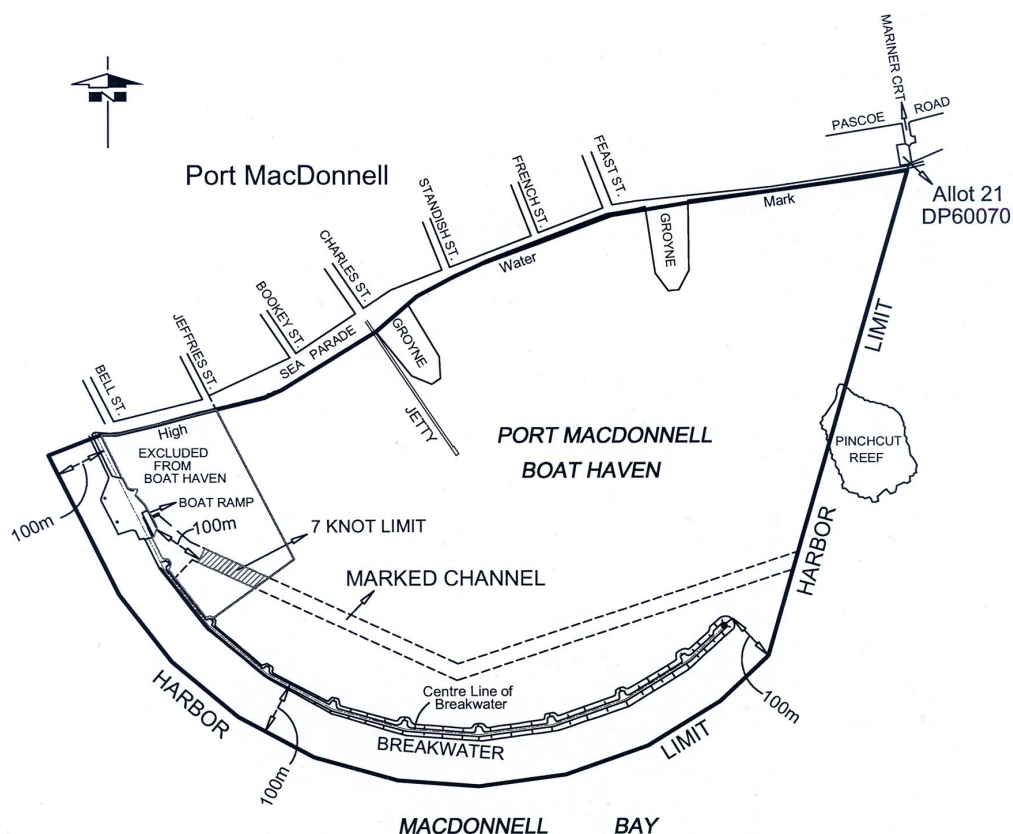 N
MARINER CRT
PASCOE ROAD
Port MacDonnell
FEAST ST.
FRENCH ST.
STANDISH ST.
CHARLES ST.
BOOKEY ST.
JEFFRIES ST.
BELL ST.
Allot 21
DP60070
Mark
GROYNE
Water
LIMIT
SEA PARADE
GROYNE
JETTY
High
PORT MACDONNELL
BOAT HAVEN
PINCHCUT
REEF
EXCLUDED
FROM
BOAT HAVEN
BOAT RAMP
100m
100m
7 KNOT LIMIT
MARKED CHANNEL
HARBOR
HARBOR
Centre Line of
Breakwater
100m
BREAKWATER
LIMIT
100m
MACDONNELL BAY